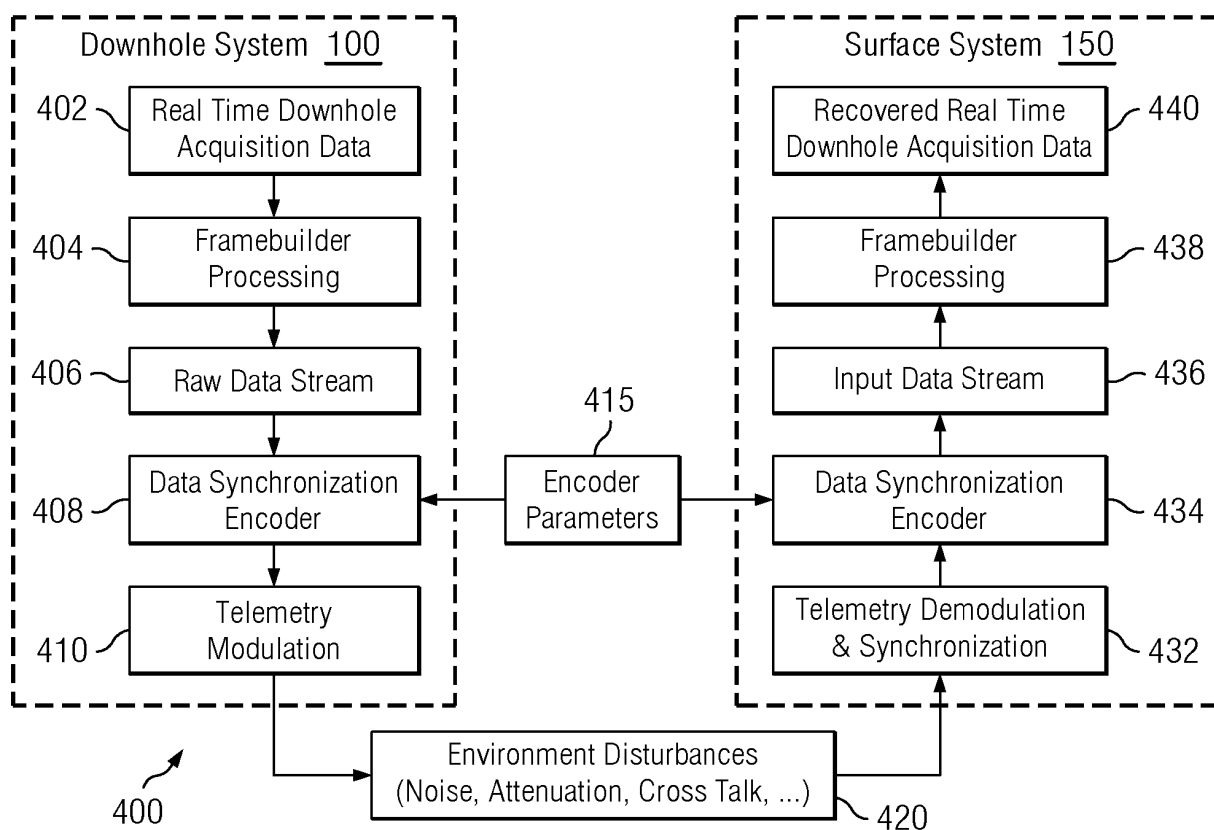 Downhole System 100
402
Real Time Downhole
Acquisition Data
404
Framebuilder
Processing
406
Raw Data Stream
408
Data Synchronization
Encoder
410
Telemetry
Modulation
415
Encoder
Parameters
Surface System 150
Recovered Real Time
Downhole Acquisition Data
440
Framebuilder
Processing
438
Input Data Stream
436
Data Synchronization
Encoder
434
Telemetry Demodulation
& Synchronization
432
Environment Disturbances
(Noise, Attenuation, Cross Talk, ...)
420
400